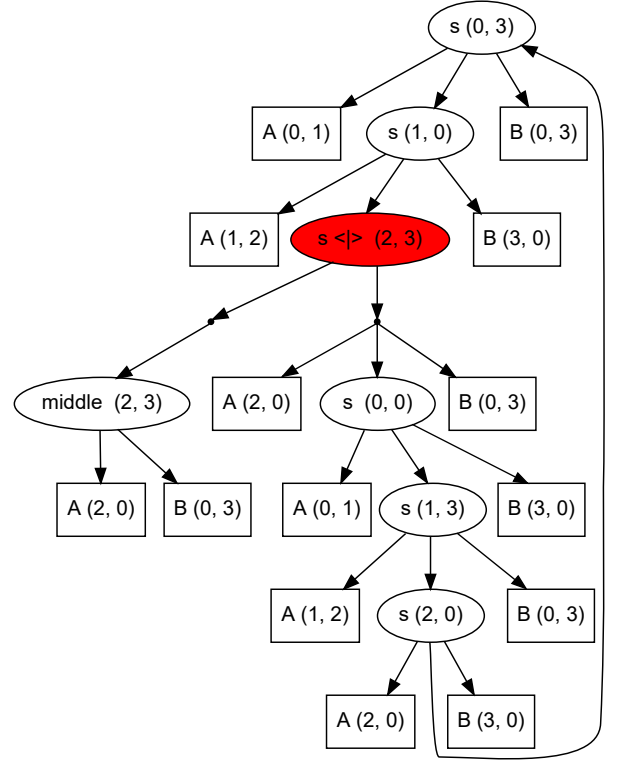 s (0, 3)
A (0, 1)
s (1, 0)
B (0, 3)
A (1, 2)
s <|> (2, 3)
B (3, 0)
middle (2, 3)
A (2, 0)
s (0, 0)
B (0, 3)
A (2, 0)
B (0, 3)
A (0, 1)
s (1, 3)
B (3, 0)
A (1, 2)
s (2, 0)
B (0, 3)
A (2, 0)
B (3, 0)